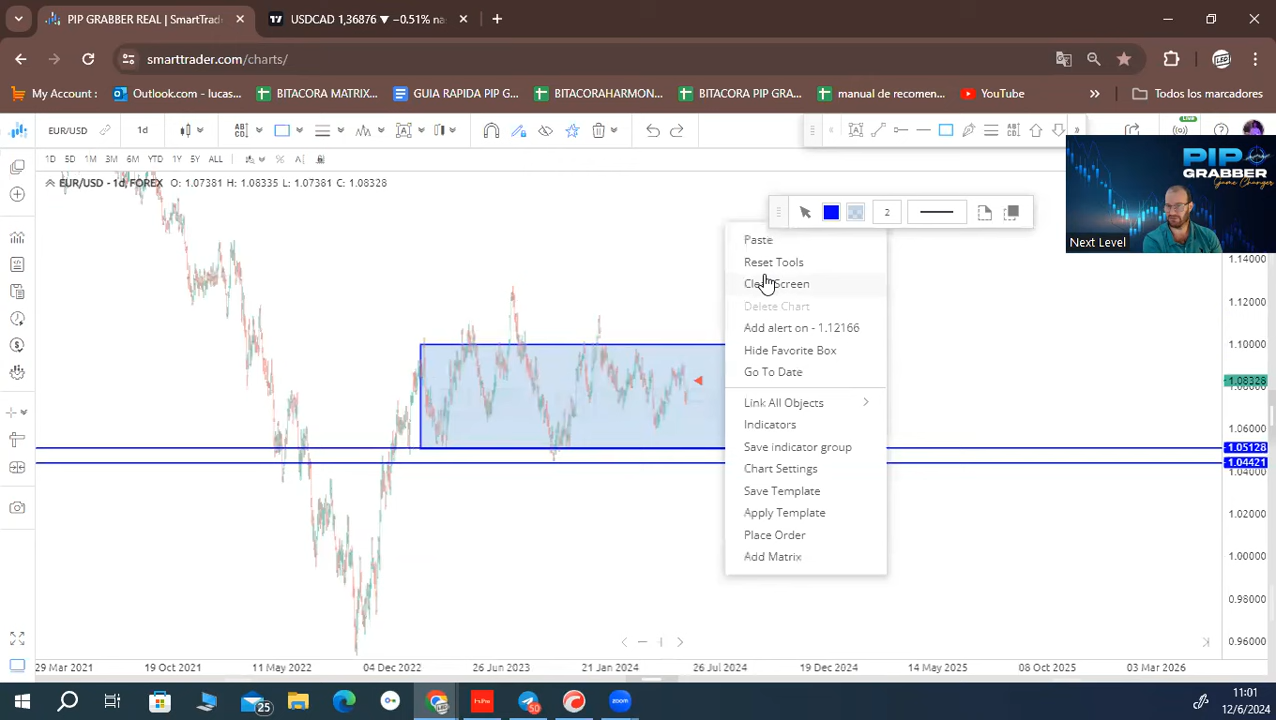 PIP GRABBER REAL | SmartTrad
USDCAD 1,36876 ▼ −0.51% na
smarttrader.com/charts/
My Account :
Outlook.com - lucas...
BITACORA MATRIX...
GUIA RAPIDA PIP G...
BITACORAHARMON...
BITACORA PIP GRA...
manual de recomen...
YouTube
Todos los marcadores
EUR/USD
1d
LIVE
1D 5D 1M 3M 6M YTD 1Y 5Y ALL
EUR/USD - 1d, FOREX O: 1.07381 H: 1.08335 L: 1.07381 C: 1.08328
PIP
GRABBER
Game Changer
Next Level
2
Paste
Reset Tools
Screen
Delete Chart
Add alert on - 1.12166
Hide Favorite Box
Go To Date
Link All Objects
Indicators
Save indicator group
Chart Settings
Save Template
Apply Template
Place Order
Add Matrix
1.14000
1.12000
1.10000
1.08328
1.06000
1.05128
1.04421
1.02000
1.00000
0.98000
0.96000
29 Mar 2021
19 Oct 2021
11 May 2022
04 Dec 2022
26 Jun 2023
21 Jan 2024
26 Jul 2024
19 Dec 2024
14 May 2025
08 Oct 2025
03 Mar 2026
25
50
zoom
11:01
12/6/2024